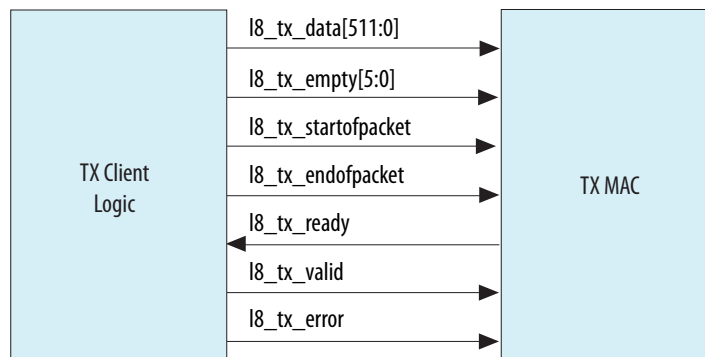 l8_tx_data[511:0]
l8_tx_empty[5:0]
l8_tx_startofpacket
l8_tx_endofpacket
l8_tx_ready
l8_tx_valid
l8_tx_error
TX Client
Logic
TX MAC